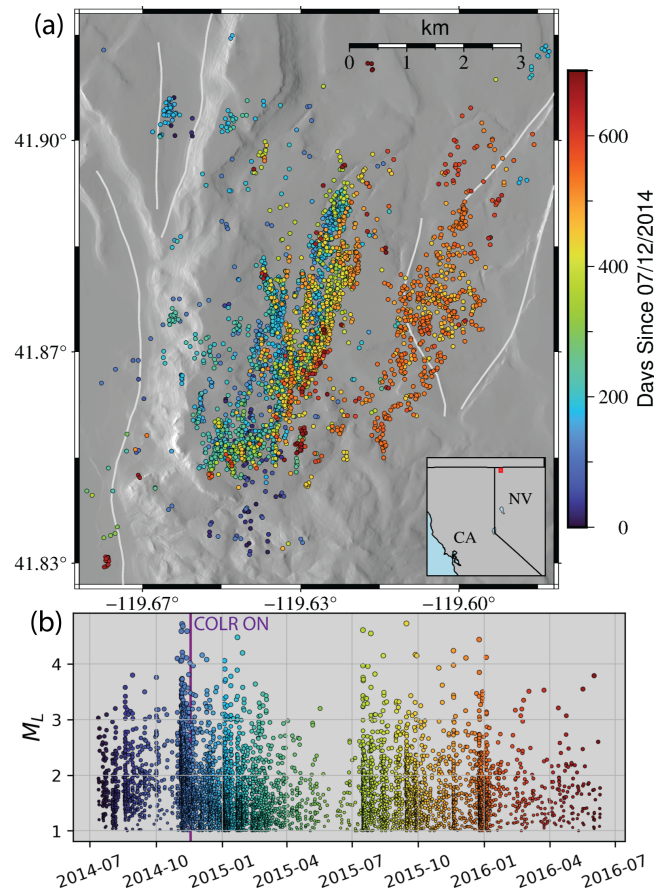 (a)
km
0 1 2 3
41.90°
41.87°
41.83°
−119.67° −119.63° −119.60°
NV
CA
0
200
400
600
Days Since 07/12/2014
(b)
COLR ON
M_L
4
3
2
1
2014-07 2014-10 2015-01 2015-04 2015-07 2015-10 2016-01 2016-04 2016-07